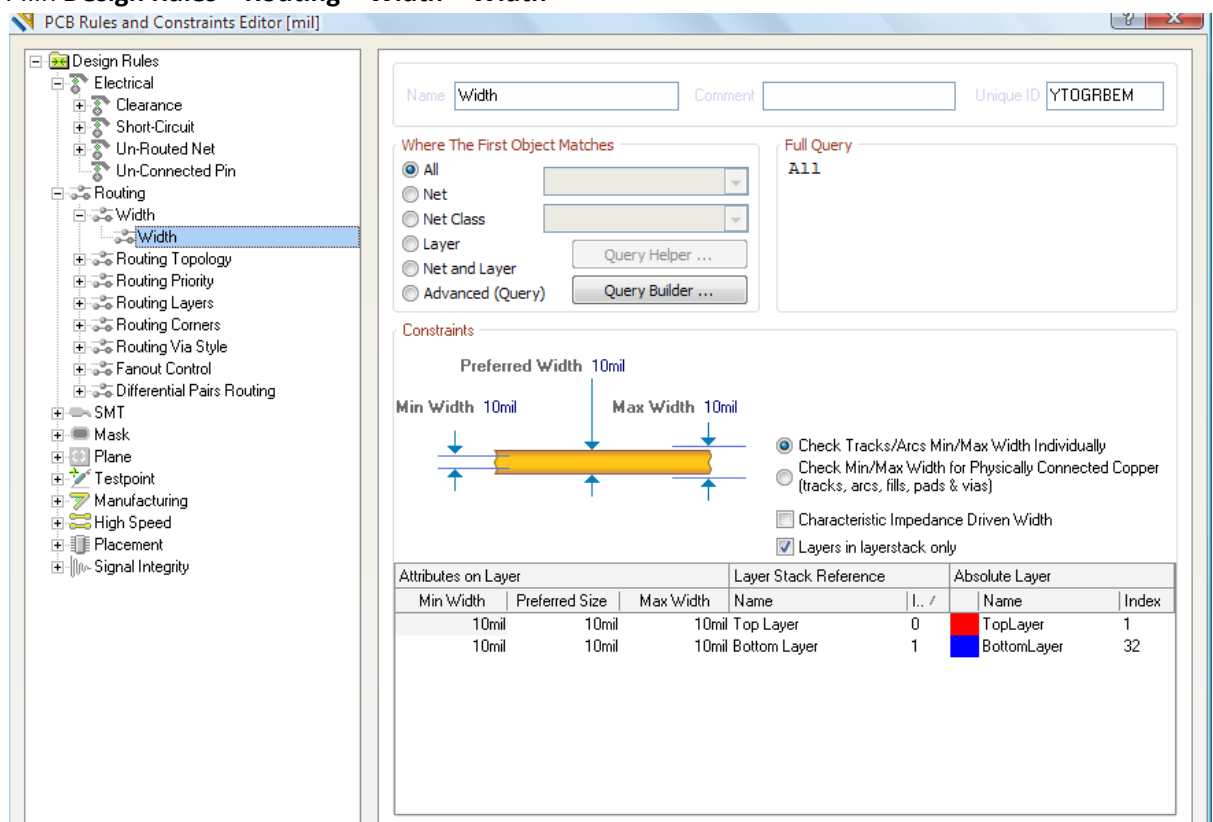 Design Rules – Routing – Width – Width
PCB Rules and Constraints Editor [mil]
Design Rules
Electrical
Clearance
Short-Circuit
Un-Routed Net
Un-Connected Pin
Routing
Width
Width
Routing Topology
Routing Priority
Routing Layers
Routing Corners
Routing Via Style
Fanout Control
Differential Pairs Routing
SMT
Mask
Plane
Testpoint
Manufacturing
High Speed
Placement
Signal Integrity
Name Width Comment Unique ID YTOGRBEM
Where The First Object Matches
All
Net
Net Class
Layer
Net and Layer
Advanced (Query)
Query Helper ...
Query Builder ...
Full Query
All
Constraints
Preferred Width 10mil
Min Width 10mil Max Width 10mil
Check Tracks/Arcs Min/Max Width Individually
Check Min/Max Width for Physically Connected Copper
(tracks, arcs, fills, pads & vias)
Characteristic Impedance Driven Width
Layers in layerstack only
Attributes on Layer Layer Stack Reference Absolute Layer
Min Width Preferred Size Max Width Name I.. / Name Index
10mil 10mil 10mil Top Layer 0 TopLayer 1
10mil 10mil 10mil Bottom Layer 1 BottomLayer 32